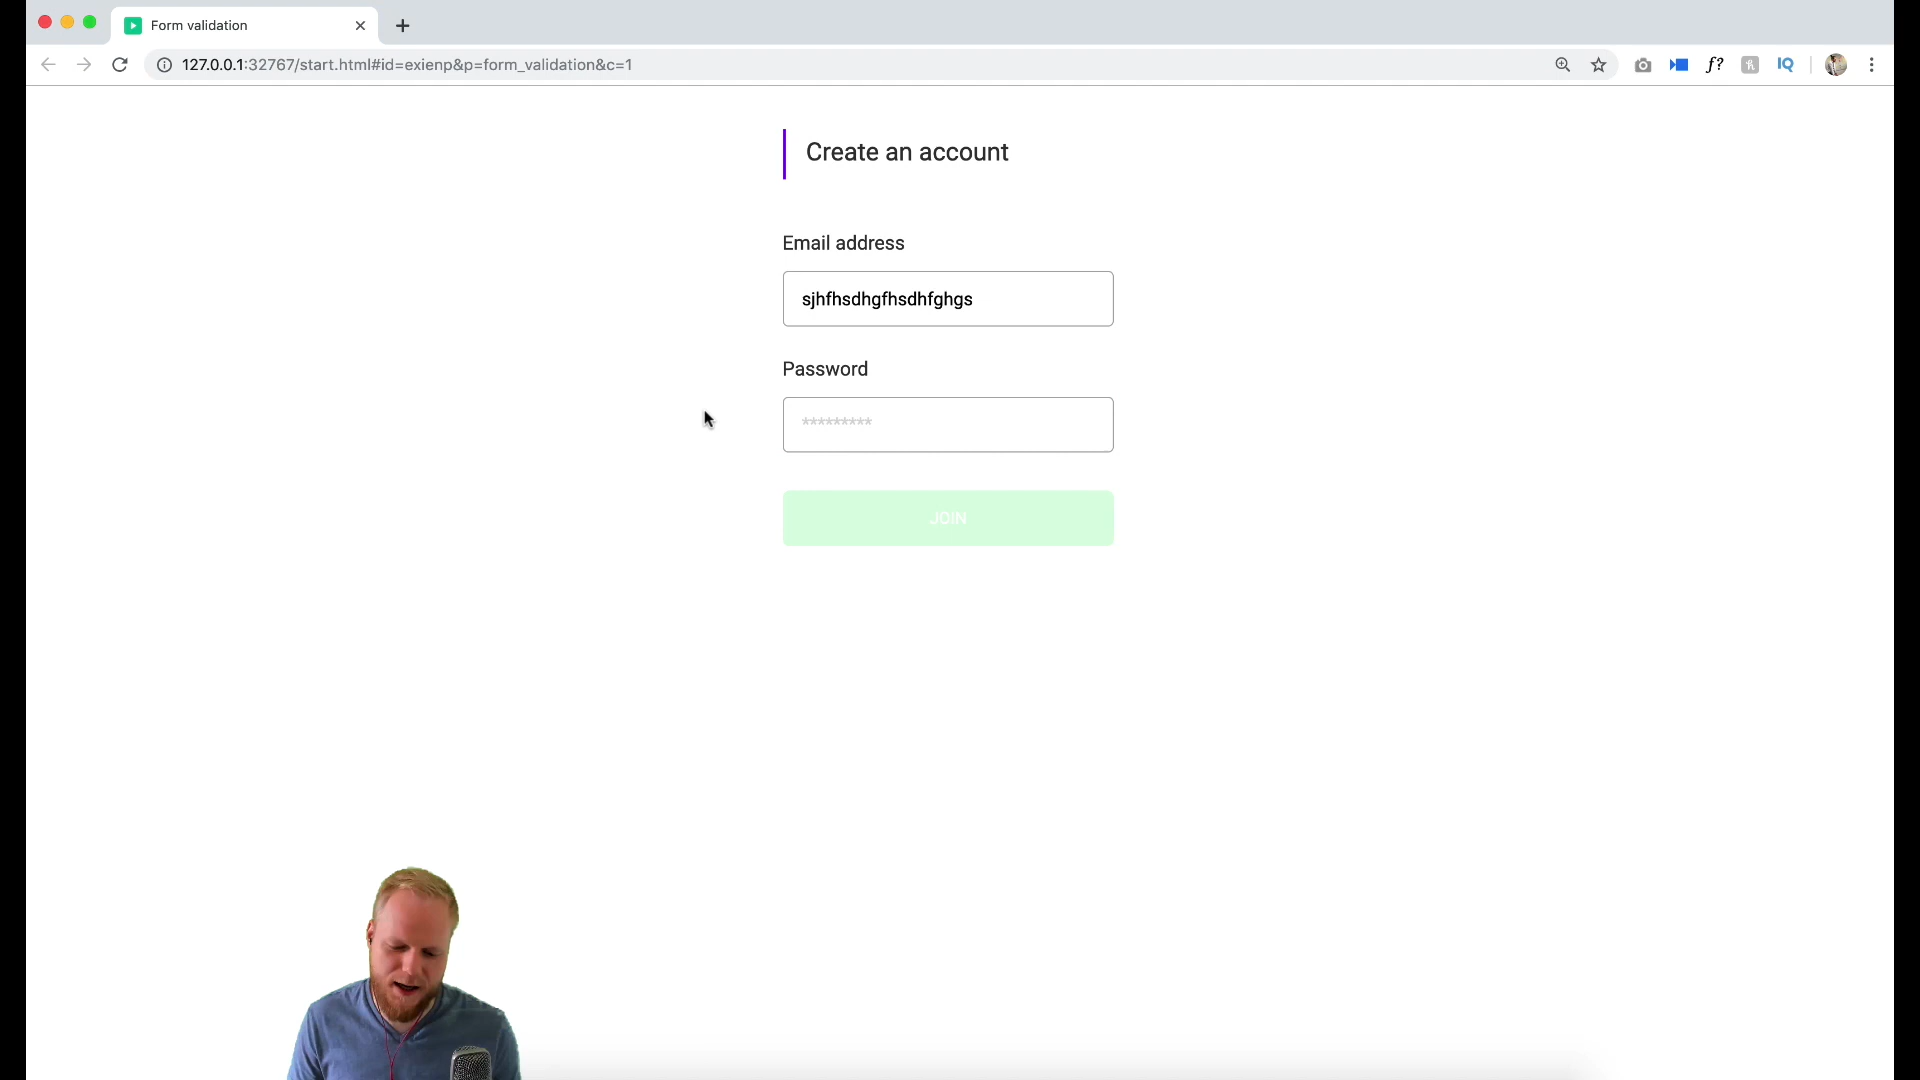 Form validation
127.0.0.1:32767/start.html#id=exienp&p=form_validation&c=1
f?
IQ
Create an account
Email address
sjhfhsdhgfhsdhfghgs
Password
*********
JOIN